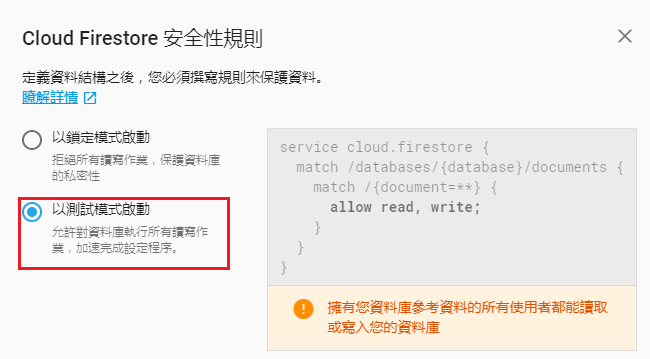 Cloud Firestore 安全性規則
定義資料結構之後，您必須撰寫規則來保護資料。
瞭解詳情
以鎖定模式啟動
拒絕所有讀寫作業，保護資料庫
的私密性
以測試模式啟動
允許對資料庫執行所有讀寫作
業，加速完成設定程序。
service cloud.firestore {
  match /databases/{database}/documents {
    match /{document=**} {
      allow read, write;
    }
  }
}
擁有您資料庫參考資料的所有使用者都能讀取
或寫入您的資料庫